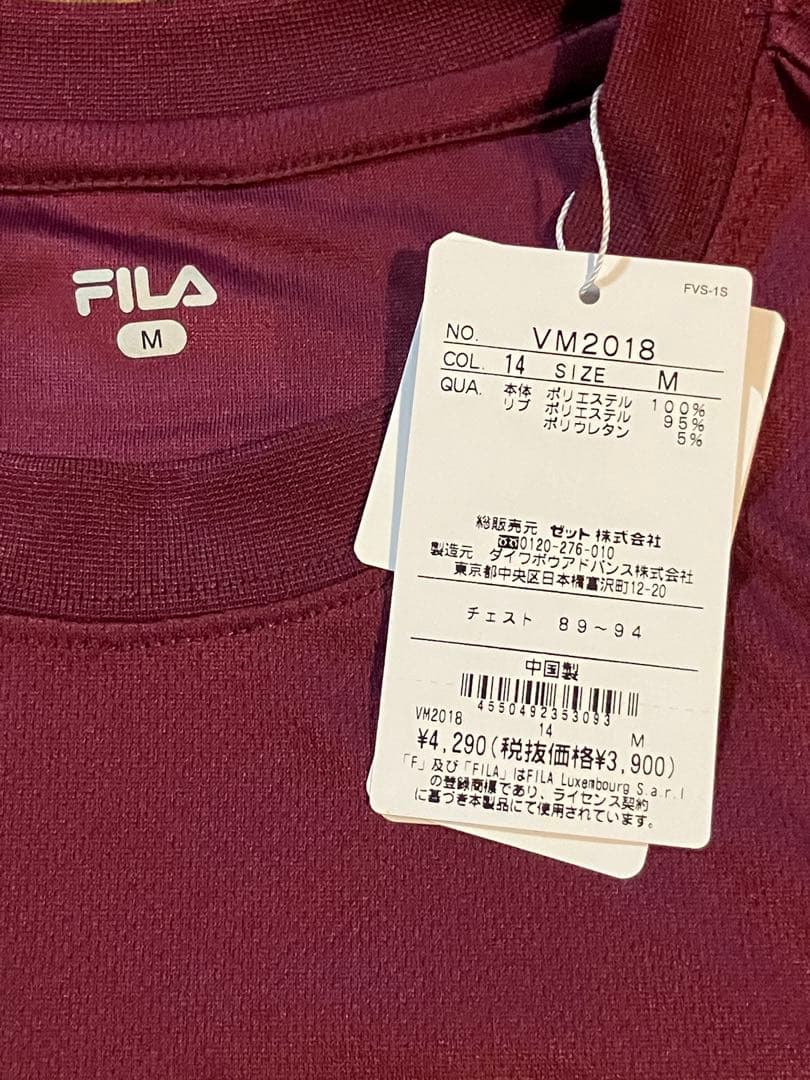 FILA
M
FVS-1S
NO. VM2018
COL. 14 SIZE M
QUA. 本体 ポリエステル 100%
リブ ポリエステル 95%
ポリウレタン 5%
総販売元 ゼット株式会社
0120-276-010
製造元 ダイワボウアドバンス株式会社
東京都中央区日本橋富沢町12-20
チェスト 89~94
中国製
4550492353093
VM2018 14 M
¥4,290(税抜価格¥3,900)
「F」及び「FILA」はFILA Luxembourg S.a.r.l
の登録商標であり、ライセンス契約
に基づき本製品にて使用されています。